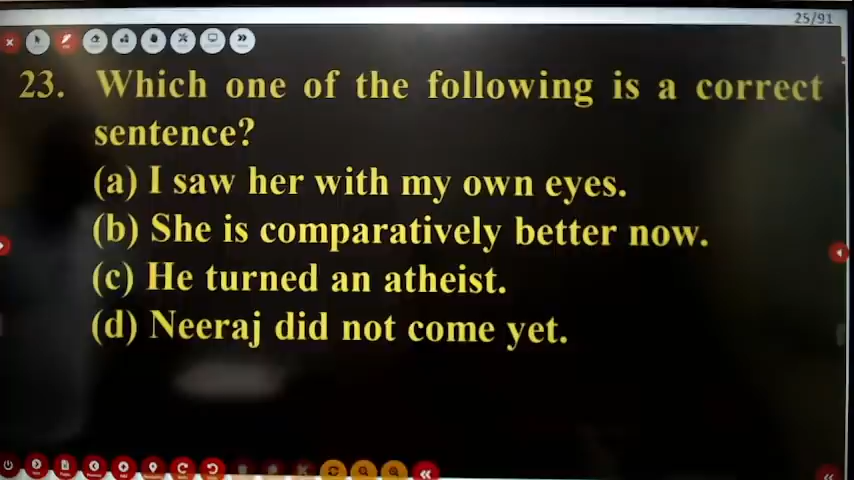 25/91
23. Which one of the following is a correct
sentence?
(a) I saw her with my own eyes.
(b) She is comparatively better now.
(c) He turned an atheist.
(d) Neeraj did not come yet.